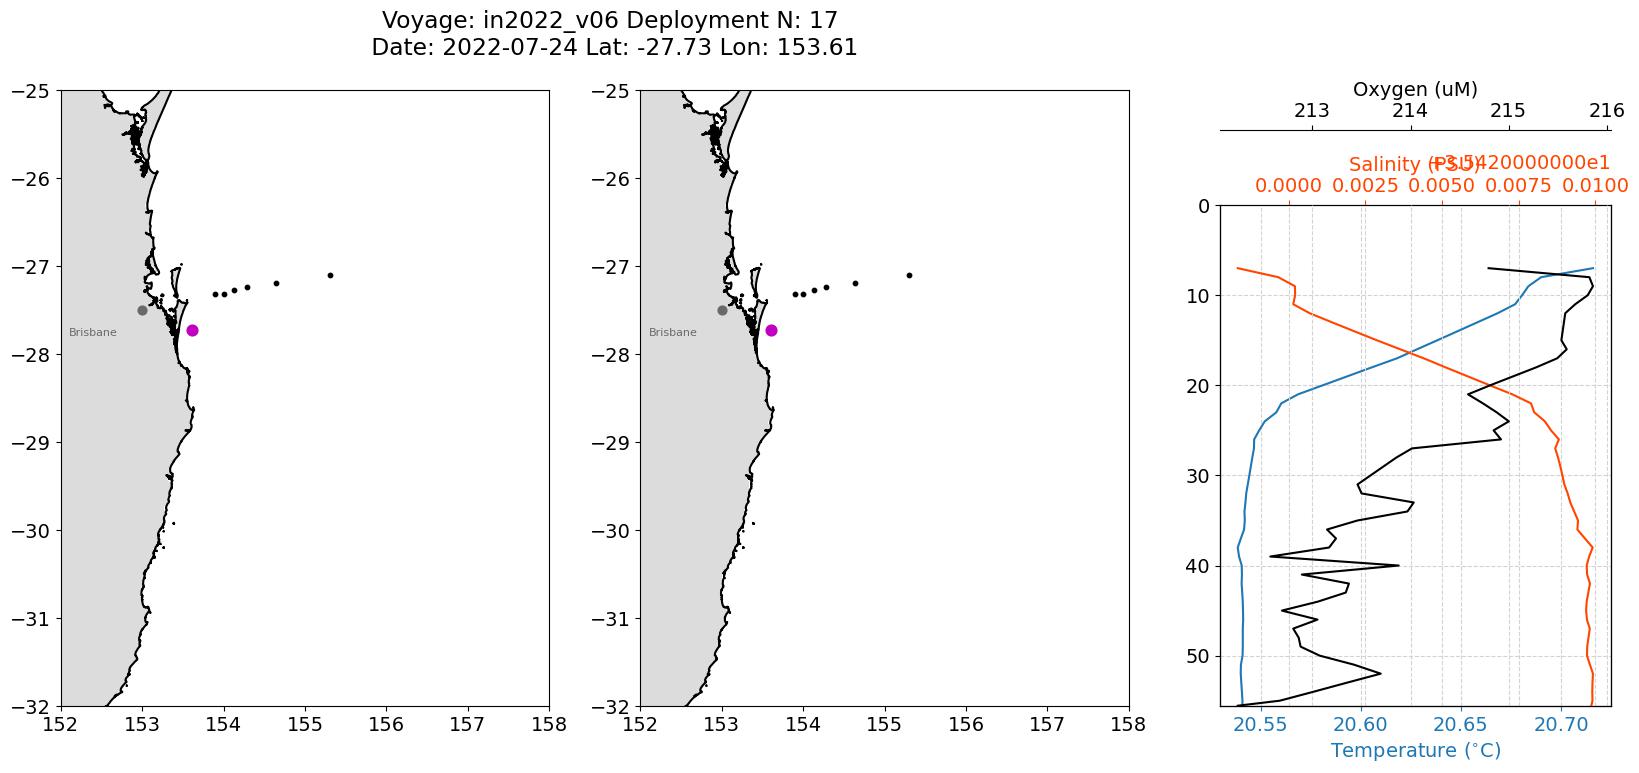 Voyage: in2022_v06 Deployment N: 17
Date: 2022-07-24 Lat: -27.73 Lon: 153.61
−25
−26
−27
−28
−29
−30
−31
−32
152 153 154 155 156 157 158
Brisbane
−25
−26
−27
−28
−29
−30
−31
−32
152 153 154 155 156 157 158
Brisbane
Oxygen (uM)
213 214 215 216
Salinity (PSU) +3.5420000000e1
0.0000 0.0025 0.0050 0.0075 0.0100
0
10
20
30
40
50
20.55 20.60 20.65 20.70
Temperature (°C)